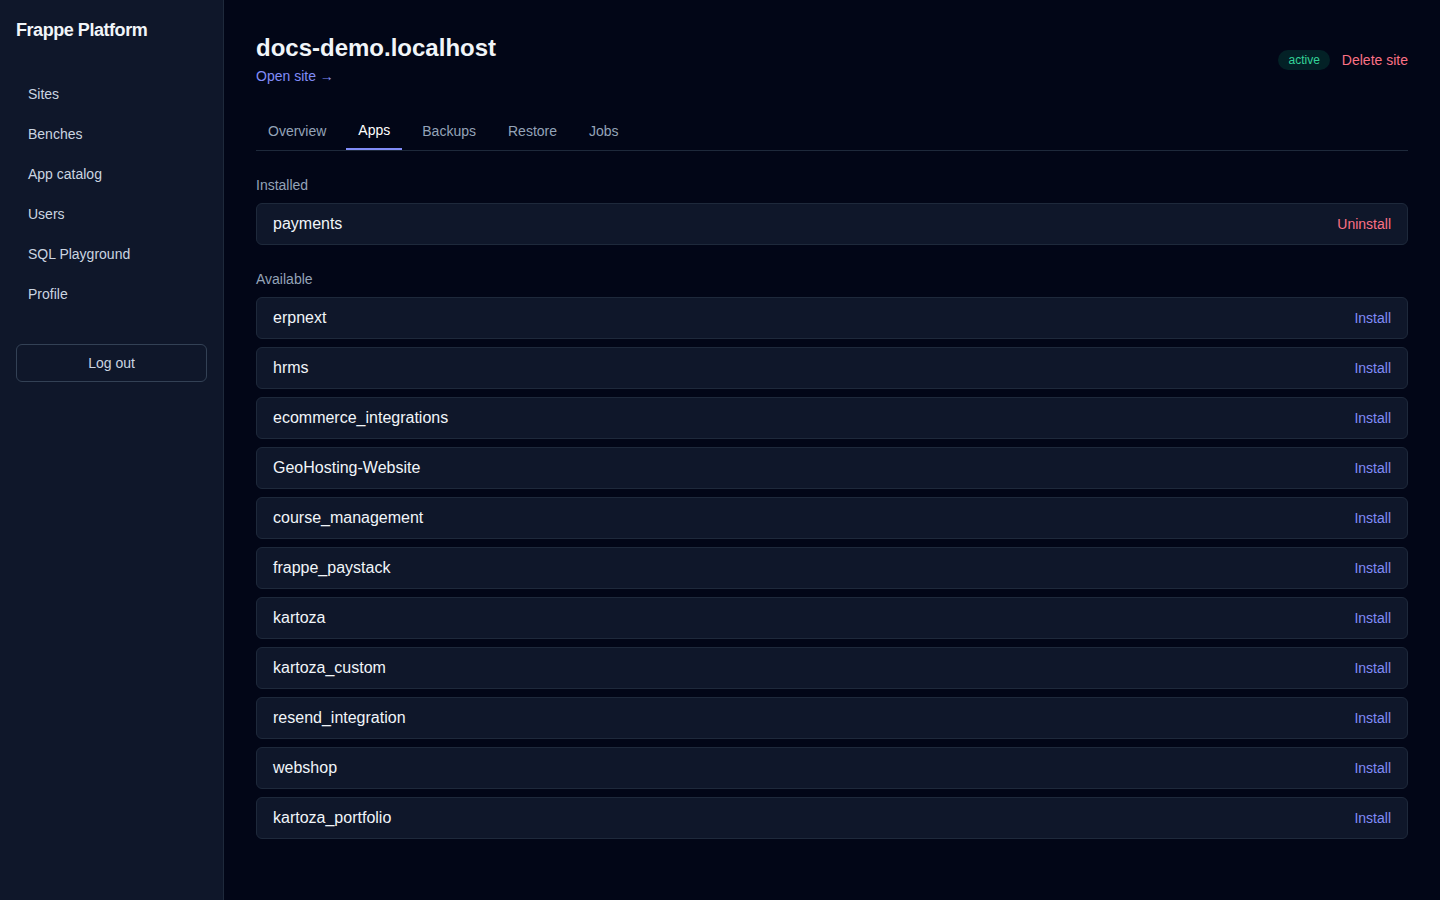 Frappe Platform
Sites
Benches
App catalog
Users
SQL Playground
Profile
Log out
docs-demo.localhost
Open site →
active Delete site
Overview Apps Backups Restore Jobs
Installed
payments Uninstall
Available
erpnext Install
hrms Install
ecommerce_integrations Install
GeoHosting-Website Install
course_management Install
frappe_paystack Install
kartoza Install
kartoza_custom Install
resend_integration Install
webshop Install
kartoza_portfolio Install